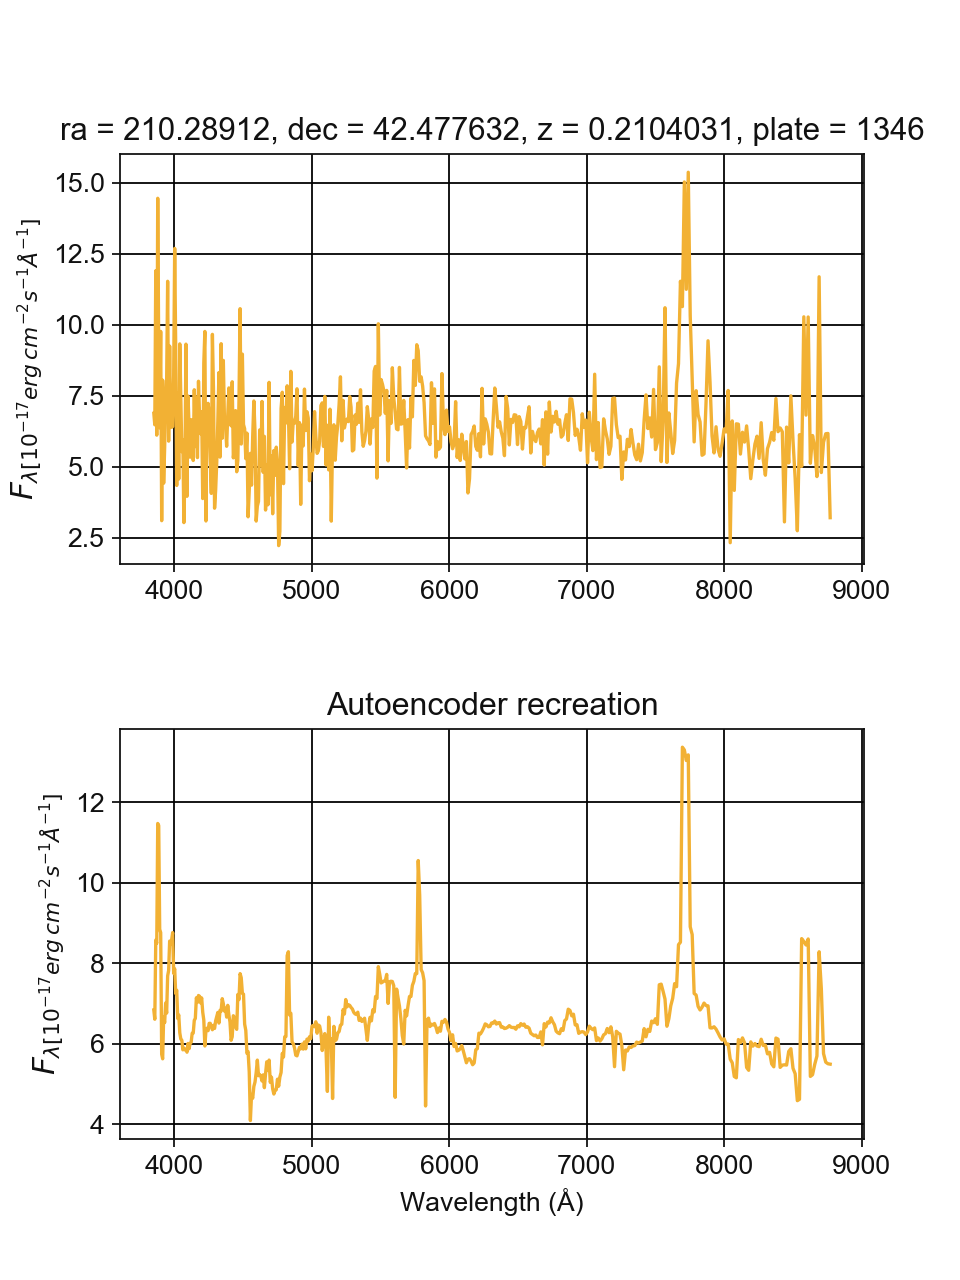 ra = 210.28912, dec = 42.477632, z = 0.2104031, plate = 1346
F_λ[10^−17 erg cm^−2 s^−1 Å^−1]
15.0
12.5
10.0
7.5
5.0
2.5
4000 5000 6000 7000 8000 9000
Autoencoder recreation
F_λ[10^−17 erg cm^−2 s^−1 Å^−1]
12
10
8
6
4
4000 5000 6000 7000 8000 9000
Wavelength (Å)